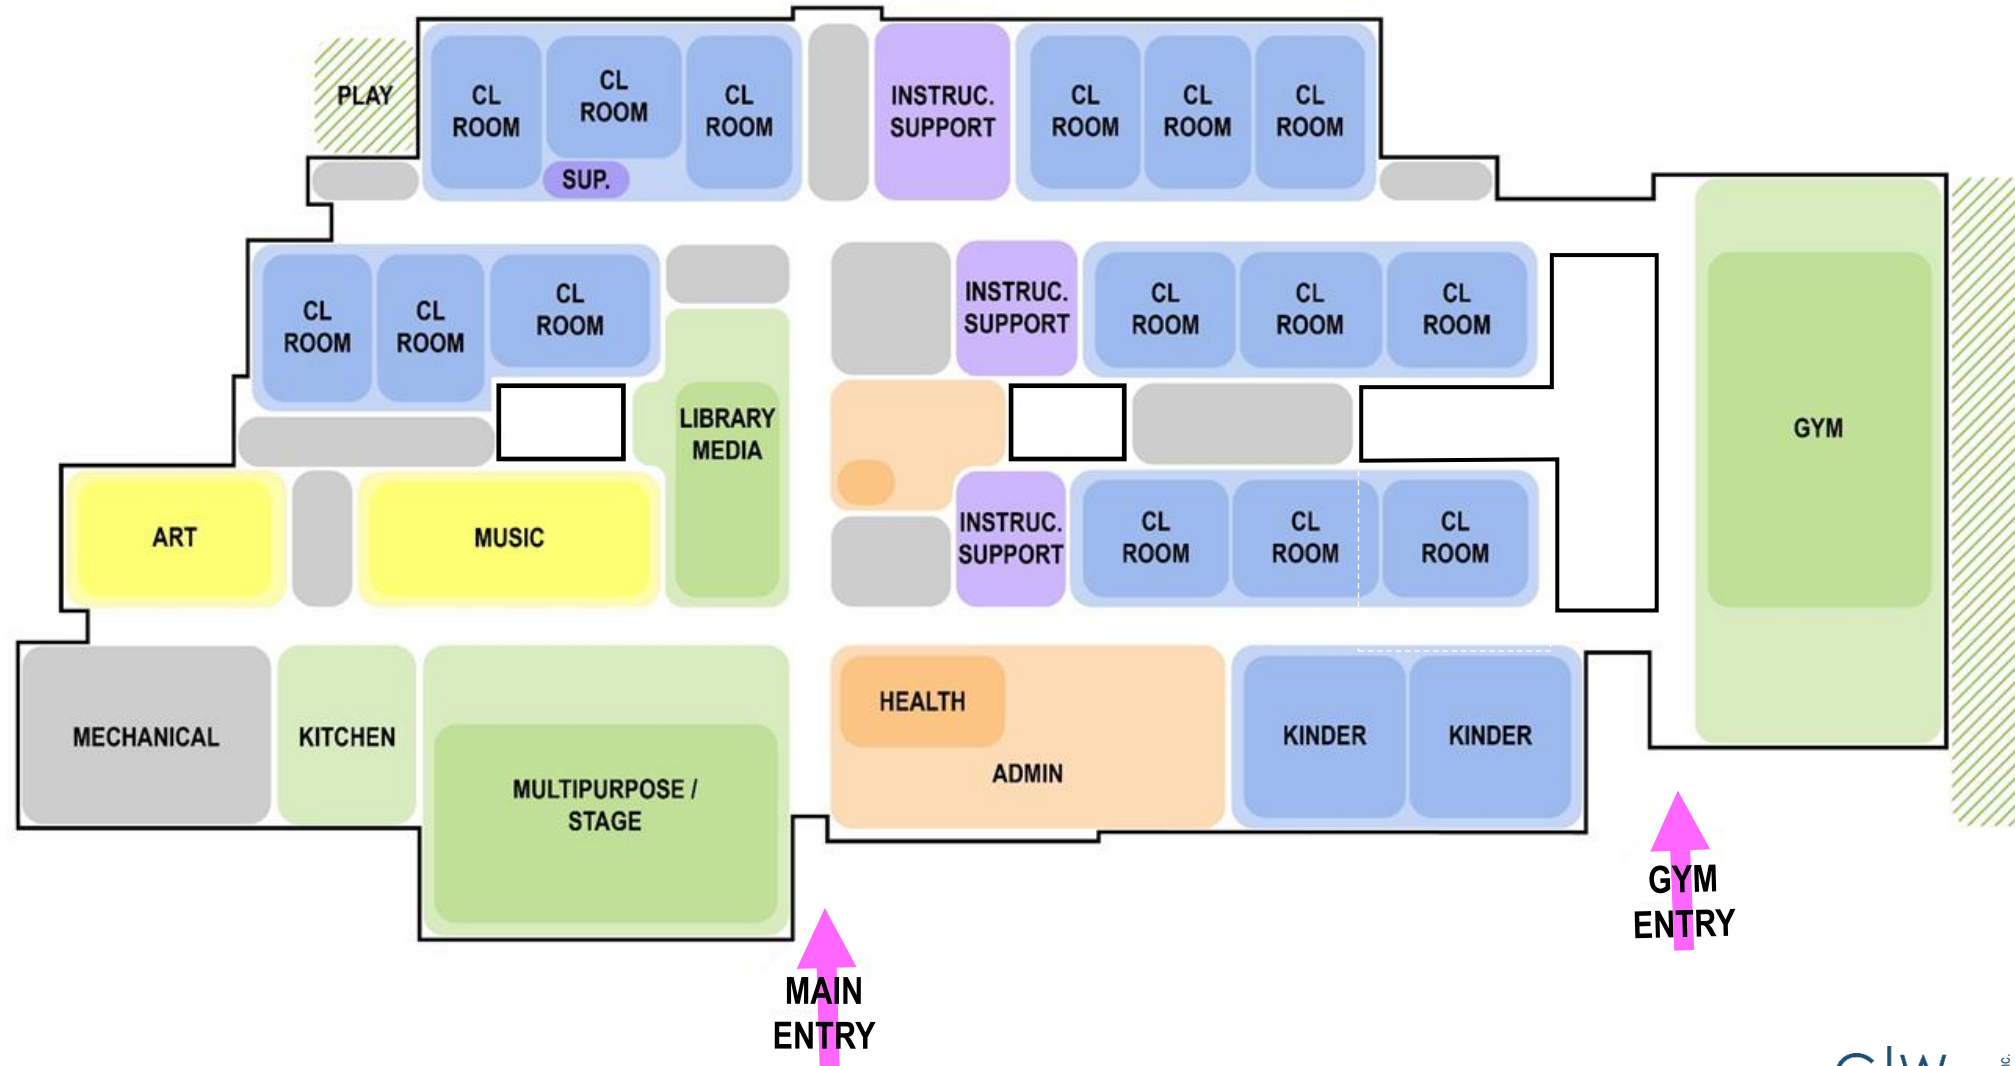 PLAY
CL
ROOM
CL
ROOM
CL
ROOM
SUP.
INSTRUC.
SUPPORT
CL
ROOM
CL
ROOM
CL
ROOM
CL
ROOM
CL
ROOM
CL
ROOM
LIBRARY
MEDIA
INSTRUC.
SUPPORT
CL
ROOM
CL
ROOM
CL
ROOM
GYM
ART
MUSIC
INSTRUC.
SUPPORT
CL
ROOM
CL
ROOM
CL
ROOM
MECHANICAL
KITCHEN
MULTIPURPOSE /
STAGE
HEALTH
ADMIN
KINDER
KINDER
GYM
ENTRY
MAIN
ENTRY